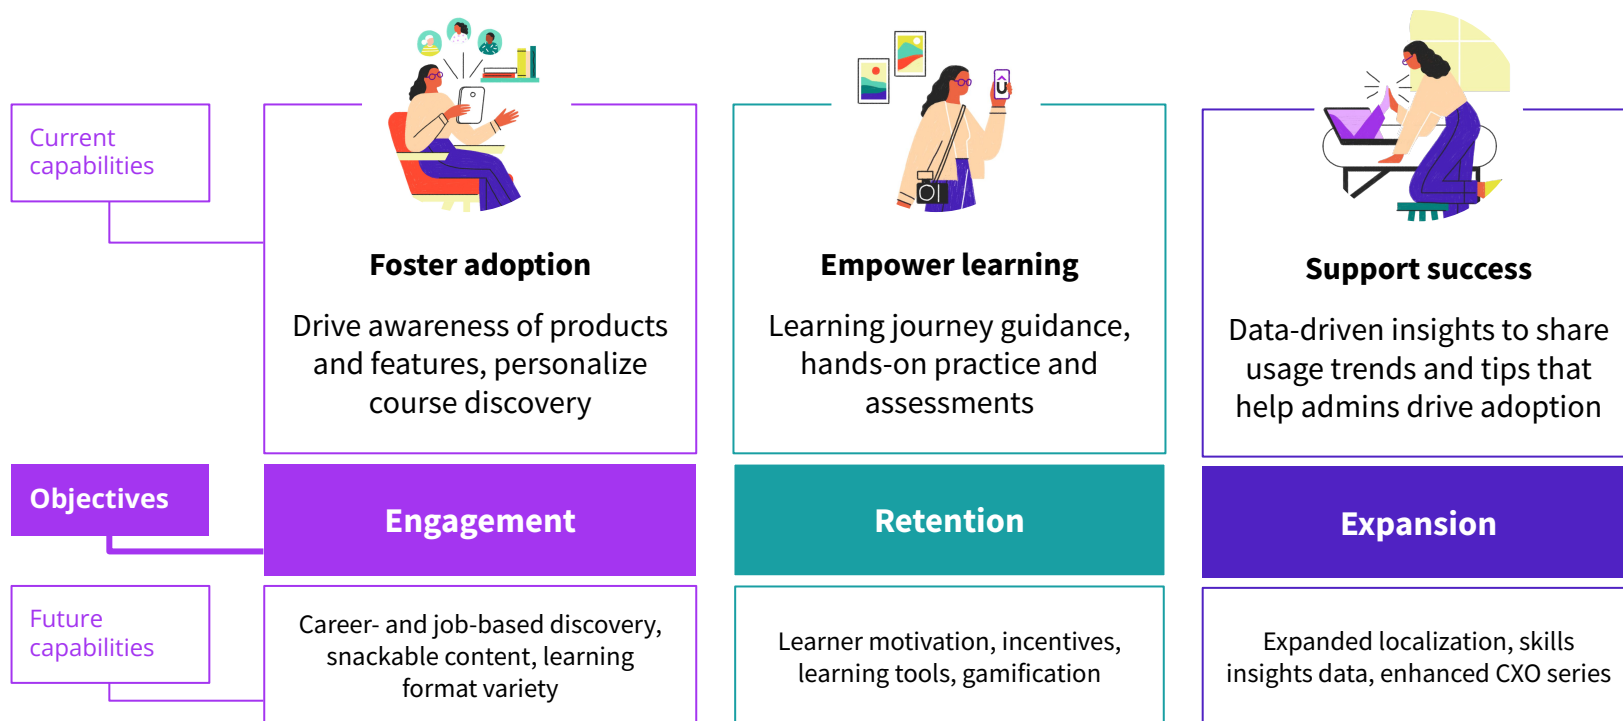 Current
capabilities
Foster adoption
Drive awareness of products
and features, personalize
course discovery
Empower learning
Learning journey guidance,
hands-on practice and
assessments
Support success
Data-driven insights to share
usage trends and tips that
help admins drive adoption
Objectives
Engagement
Retention
Expansion
Future
capabilities
Career- and job-based discovery,
snackable content, learning
format variety
Learner motivation, incentives,
learning tools, gamification
Expanded localization, skills
insights data, enhanced CXO series